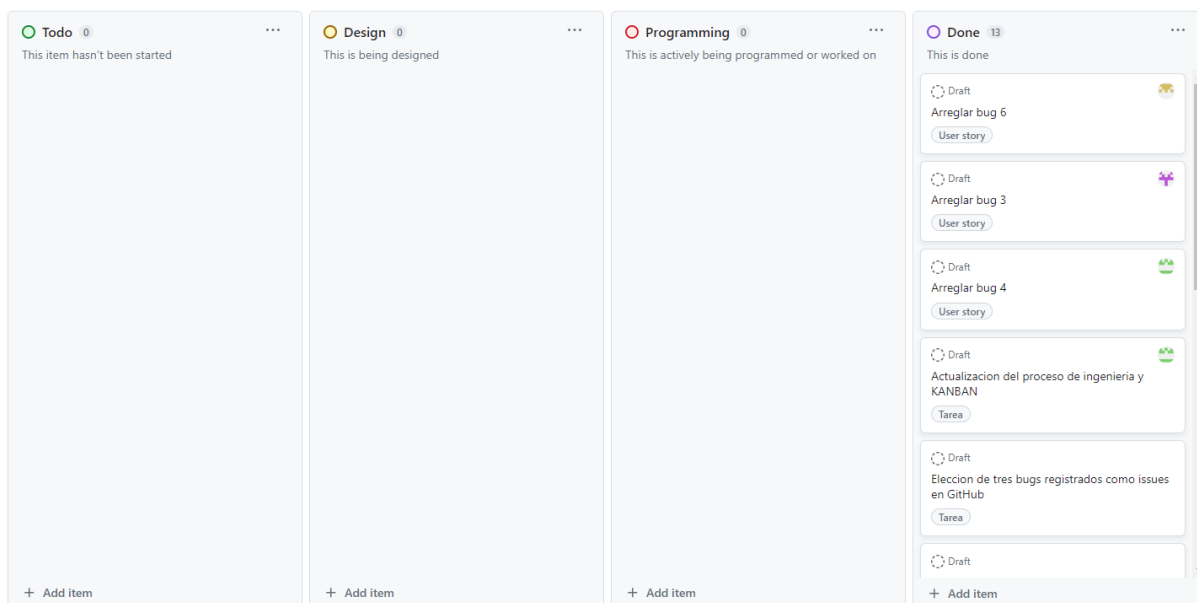 Todo 0
This item hasn't been started
Design 0
This is being designed
Programming 0
This is actively being programmed or worked on
Done 13
This is done
Draft
Arreglar bug 6
User story
Draft
Arreglar bug 3
User story
Draft
Arreglar bug 4
User story
Draft
Actualizacion del proceso de ingenieria y
KANBAN
Tarea
Draft
Eleccion de tres bugs registrados como issues
en GitHub
Tarea
Draft
+ Add item
+ Add item
+ Add item
+ Add item